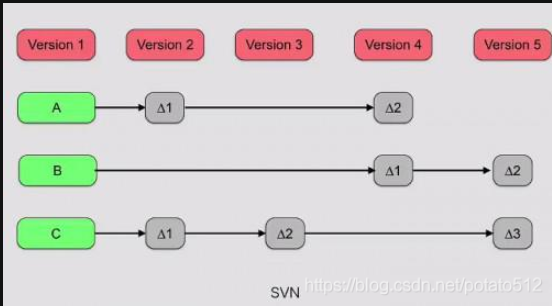 Version 1 Version 2 Version 3 Version 4 Version 5
A Δ1 Δ2
B Δ1 Δ2
C Δ1 Δ2 Δ3
SVN https://blog.csdn.net/potato512